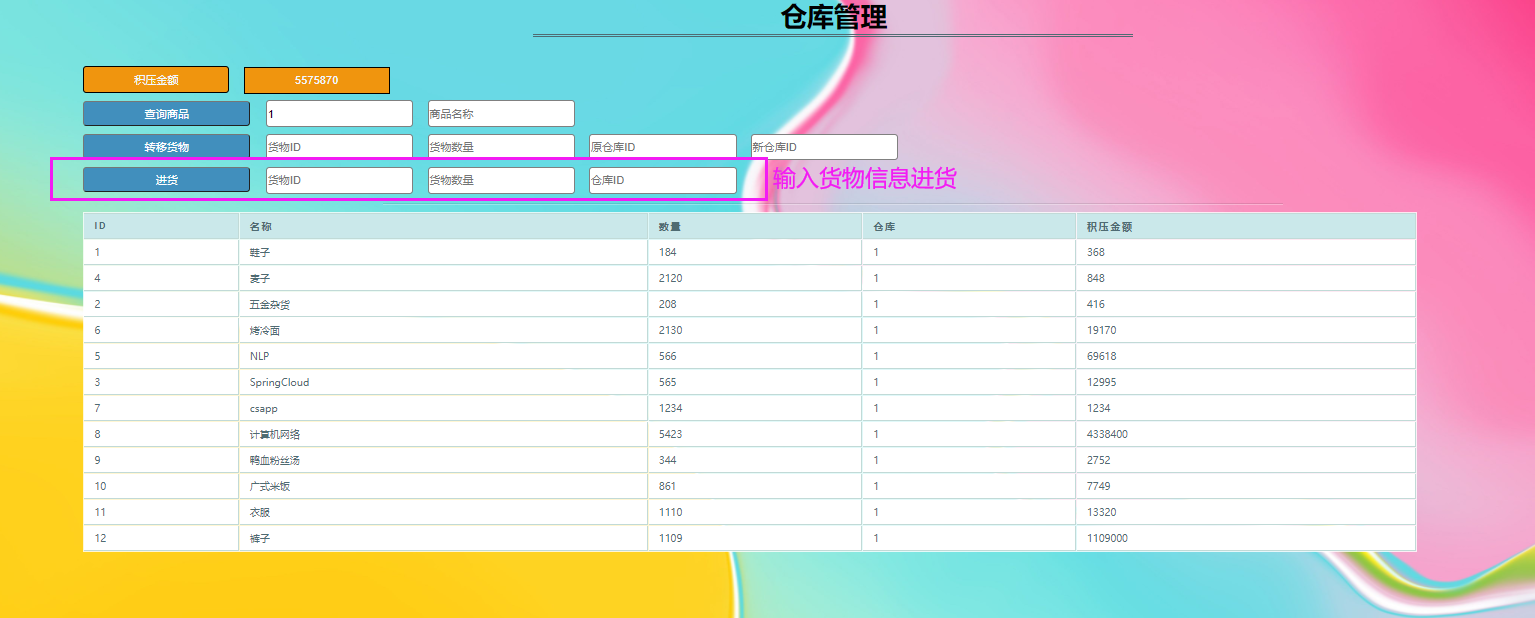 仓库管理
积压金额 5575870
查询商品 1 商品名称
转移货物 货物ID 货物数量 原仓库ID 新仓库ID
进货 货物ID 货物数量 仓库ID 输入货物信息进货
ID 名称 数量 仓库 积压金额
1 鞋子 184 1 368
4 麦子 2120 1 848
2 五金杂货 208 1 416
6 烤冷面 2130 1 19170
5 NLP 566 1 69618
3 SpringCloud 565 1 12995
7 csapp 1234 1 1234
8 计算机网络 5423 1 4338400
9 鸭血粉丝汤 344 1 2752
10 广式米饭 861 1 7749
11 衣服 1110 1 13320
12 裤子 1109 1 1109000